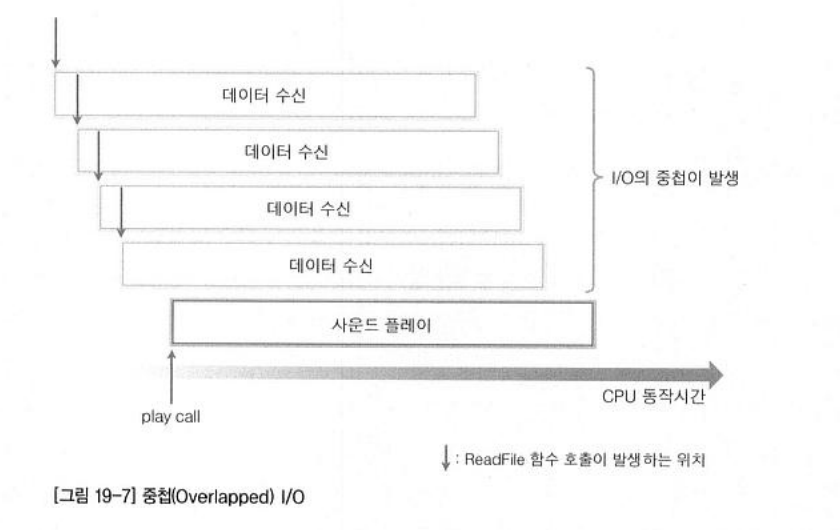 데이터 수신
데이터 수신
I/O의 중첩이 발생
데이터 수신
데이터 수신
사운드 플레이
CPU 동작시간
play call
: ReadFile 함수 호출이 발생하는 위치
[그림 19-7] 중첩(Overlapped) I/O